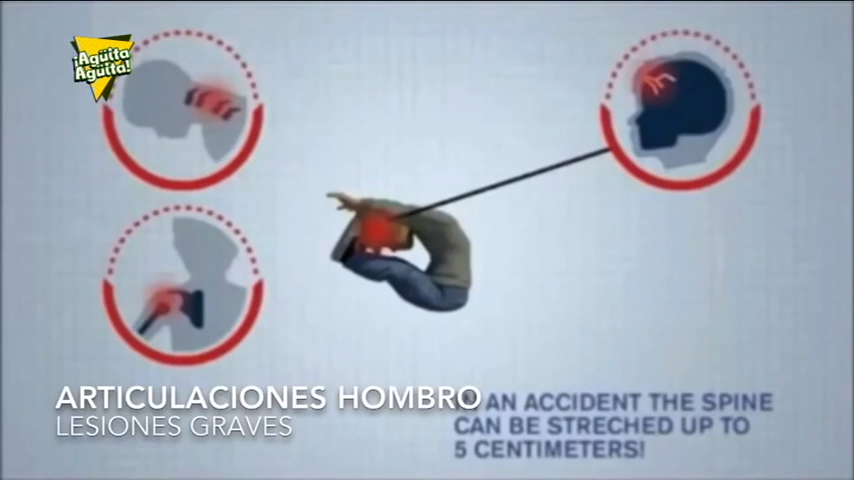 ¡Agüita
Agüita!
ARTICULACIONES HOMBRO
LESIONES GRAVES
AN ACCIDENT THE SPINE
CAN BE STRECHED UP TO
5 CENTIMETERS!